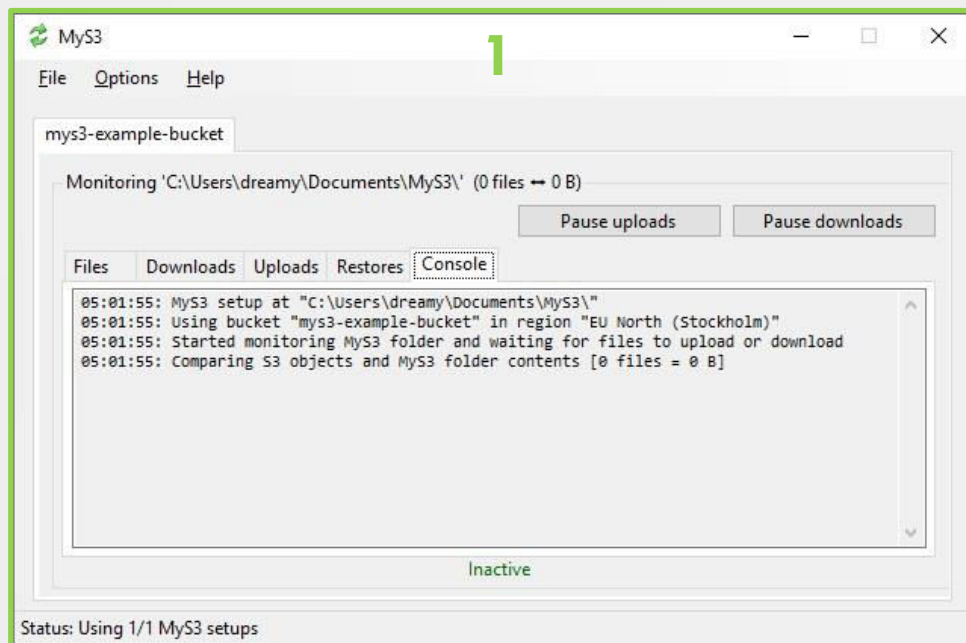 MyS3
1
File Options Help
mys3-example-bucket
Monitoring 'C:\Users\dreamy\Documents\MyS3\' (0 files ↔ 0 B)
Pause uploads Pause downloads
Files Downloads Uploads Restores Console
05:01:55: MyS3 setup at "C:\Users\dreamy\Documents\MyS3\"
05:01:55: Using bucket "mys3-example-bucket" in region "EU North (Stockholm)"
05:01:55: Started monitoring MyS3 folder and waiting for files to upload or download
05:01:55: Comparing S3 objects and MyS3 folder contents [0 files = 0 B]
Inactive
Status: Using 1/1 MyS3 setups